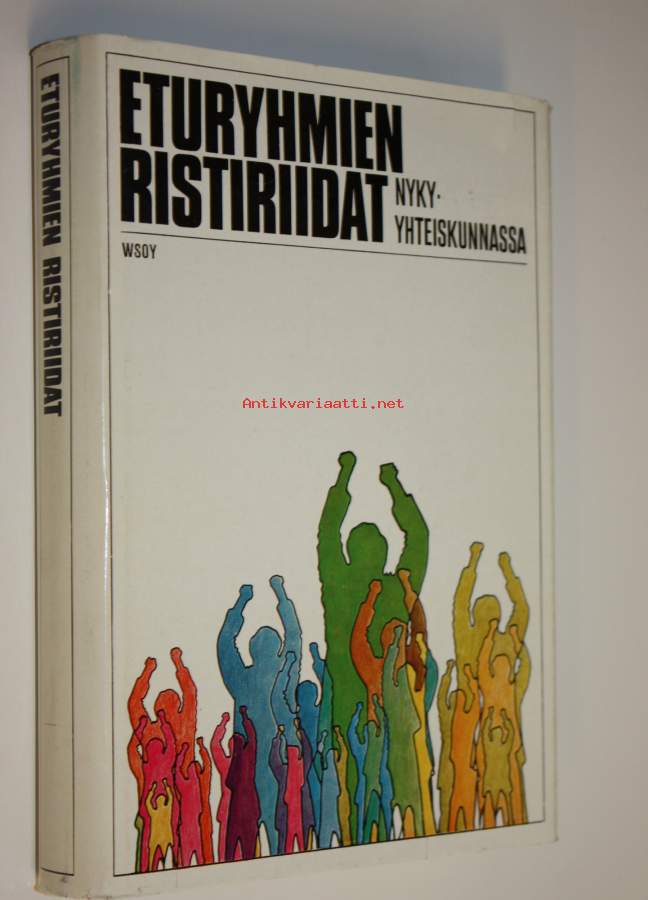 ETURYHMIEN RISTIRIIDAT
ETURYHMIEN
RISTIRIIDAT
NYKY-
YHTEISKUNNASSA
WSOY
Antikvariaatti.net